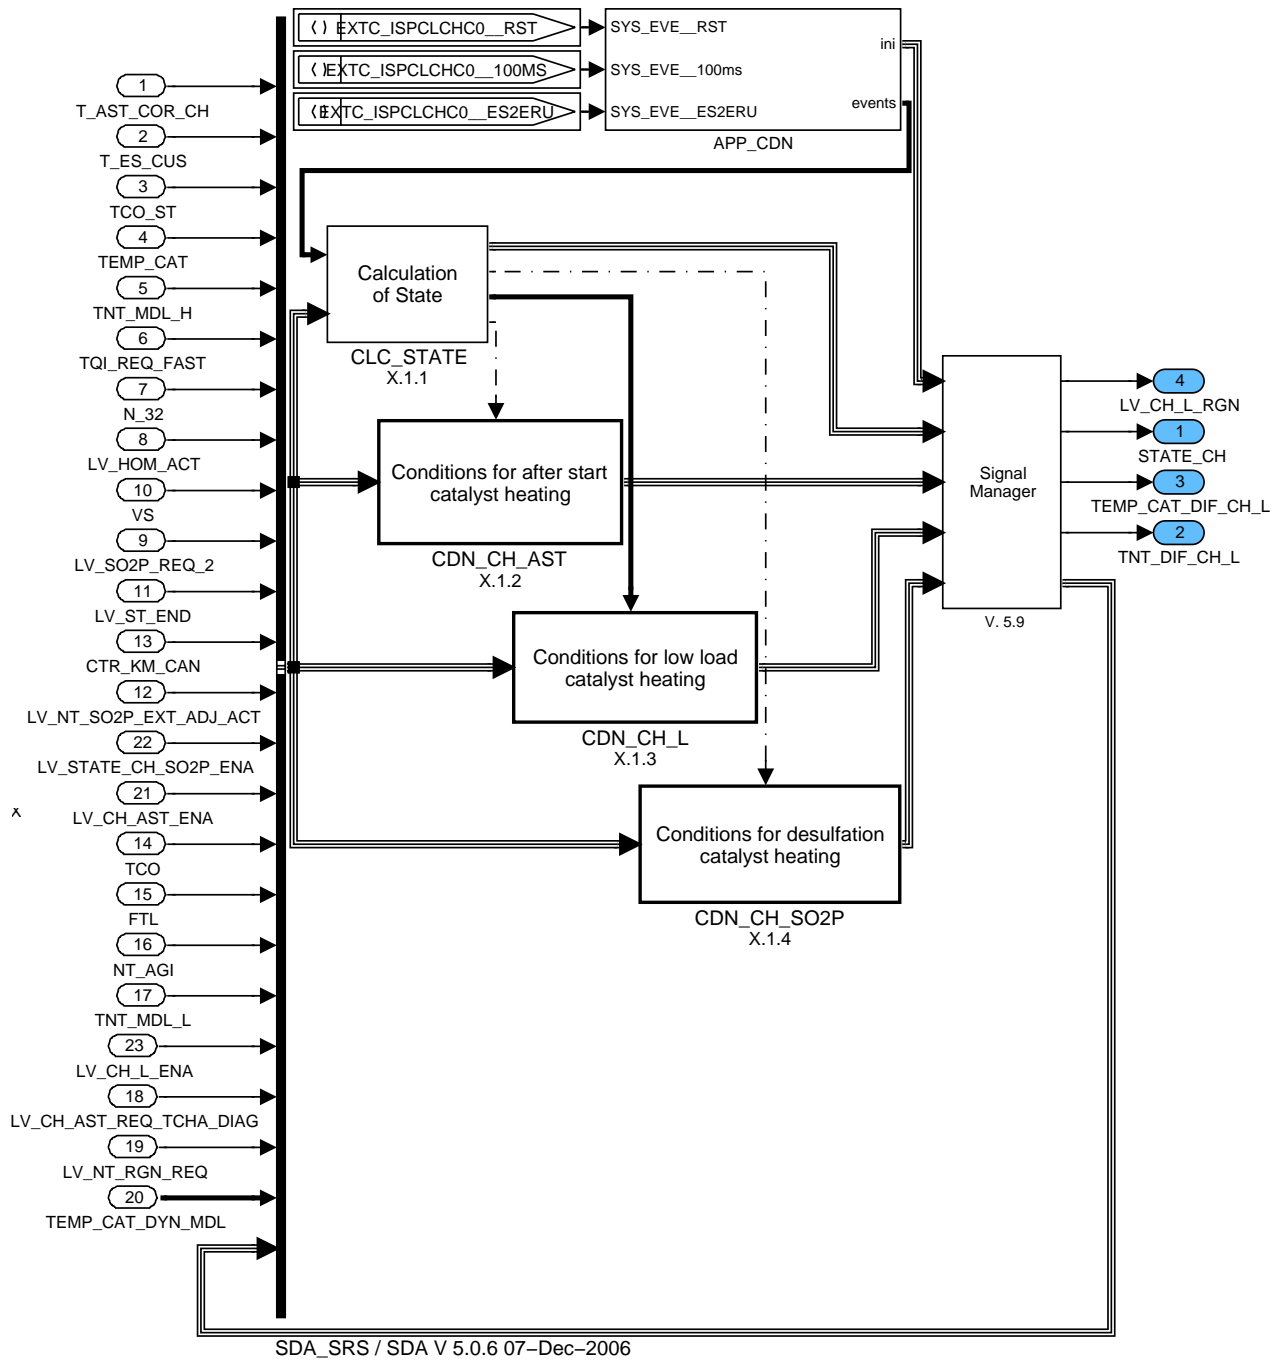 EXTC_ISPCLCHC0__RST
EXTC_ISPCLCHC0__100MS
EXTC_ISPCLCHC0__ES2ERU
SYS_EVE__RST
SYS_EVE__100ms
SYS_EVE__ES2ERU
ini
events
APP_CDN
1
T_AST_COR_CH
2
T_ES_CUS
3
TCO_ST
4
TEMP_CAT
5
TNT_MDL_H
6
TQI_REQ_FAST
7
N_32
8
LV_HOM_ACT
10
VS
9
LV_SO2P_REQ_2
11
LV_ST_END
13
CTR_KM_CAN
12
LV_NT_SO2P_EXT_ADJ_ACT
22
LV_STATE_CH_SO2P_ENA
21
LV_CH_AST_ENA
14
TCO
15
FTL
16
NT_AGI
17
TNT_MDL_L
23
LV_CH_L_ENA
18
LV_CH_AST_REQ_TCHA_DIAG
19
LV_NT_RGN_REQ
20
TEMP_CAT_DYN_MDL
x
Calculation
of State
CLC_STATE
X.1.1
Conditions for after start
catalyst heating
CDN_CH_AST
X.1.2
Conditions for low load
catalyst heating
CDN_CH_L
X.1.3
Conditions for desulfation
catalyst heating
CDN_CH_SO2P
X.1.4
Signal
Manager
V. 5.9
4
LV_CH_L_RGN
1
STATE_CH
3
TEMP_CAT_DIF_CH_L
2
TNT_DIF_CH_L
SDA_SRS / SDA V 5.0.6 07–Dec–2006